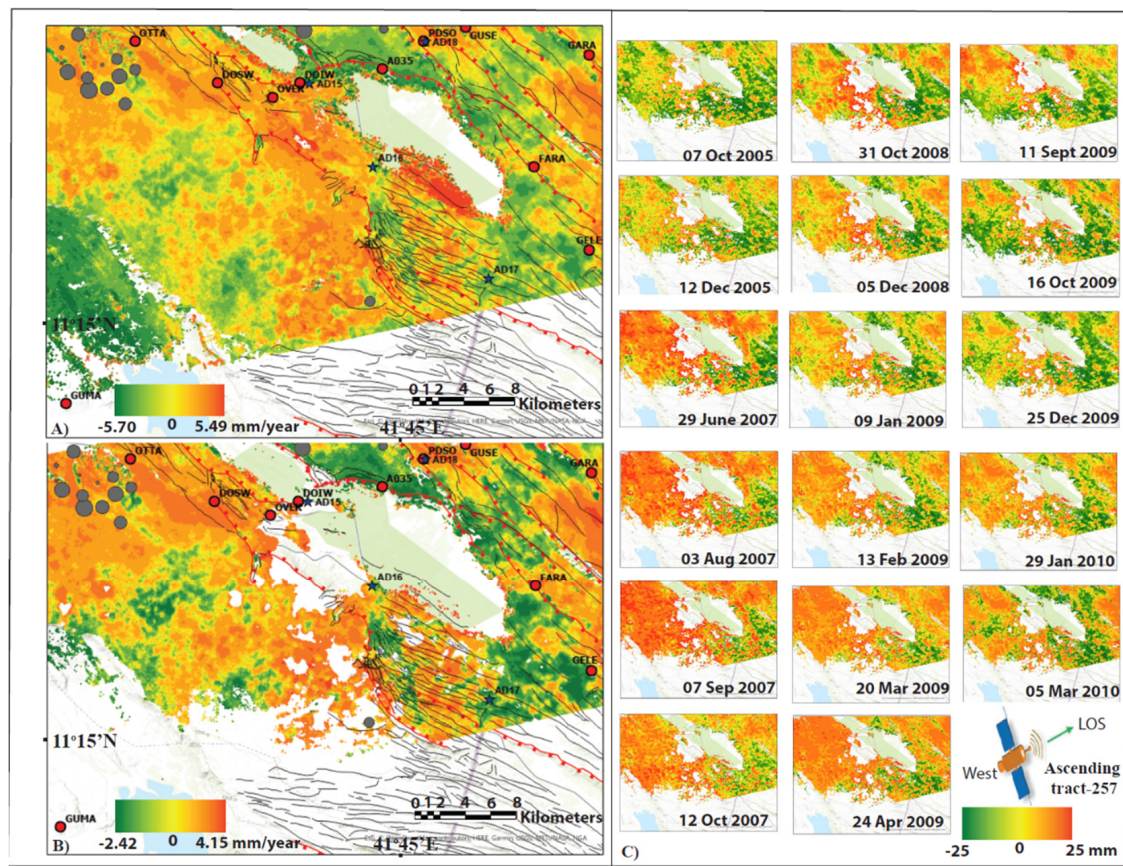 OTTA
PDSO
AD18
GUSE
GARA
A035
DOSW
DOIW
AD15
OVEK
AD16
FARA
GELE
AD17
11°15'N
GUMA
0 1 2 4 6 8
Kilometers
-5.70 0 5.49 mm/year
A)
41°45'E
OTTA
PDSO
AD18
GUSE
GARA
A035
DOSW
DOIW
AD15
OVEK
AD16
FARA
GELE
AD17
11°15'N
GUMA
0 1 2 4 6 8
Kilometers
-2.42 0 4.15 mm/year
B)
41°45'E
07 Oct 2005
31 Oct 2008
11 Sept 2009
12 Dec 2005
05 Dec 2008
16 Oct 2009
29 June 2007
09 Jan 2009
25 Dec 2009
03 Aug 2007
13 Feb 2009
29 Jan 2010
07 Sep 2007
20 Mar 2009
05 Mar 2010
12 Oct 2007
24 Apr 2009
LOS
West
Ascending
tract-257
-25 0 25 mm
C)